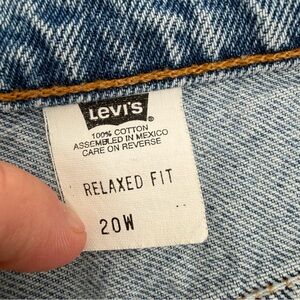 LEVI'S
®
100% COTTON
ASSEMBLED IN MEXICO
CARE ON REVERSE
RELAXED FIT
20W